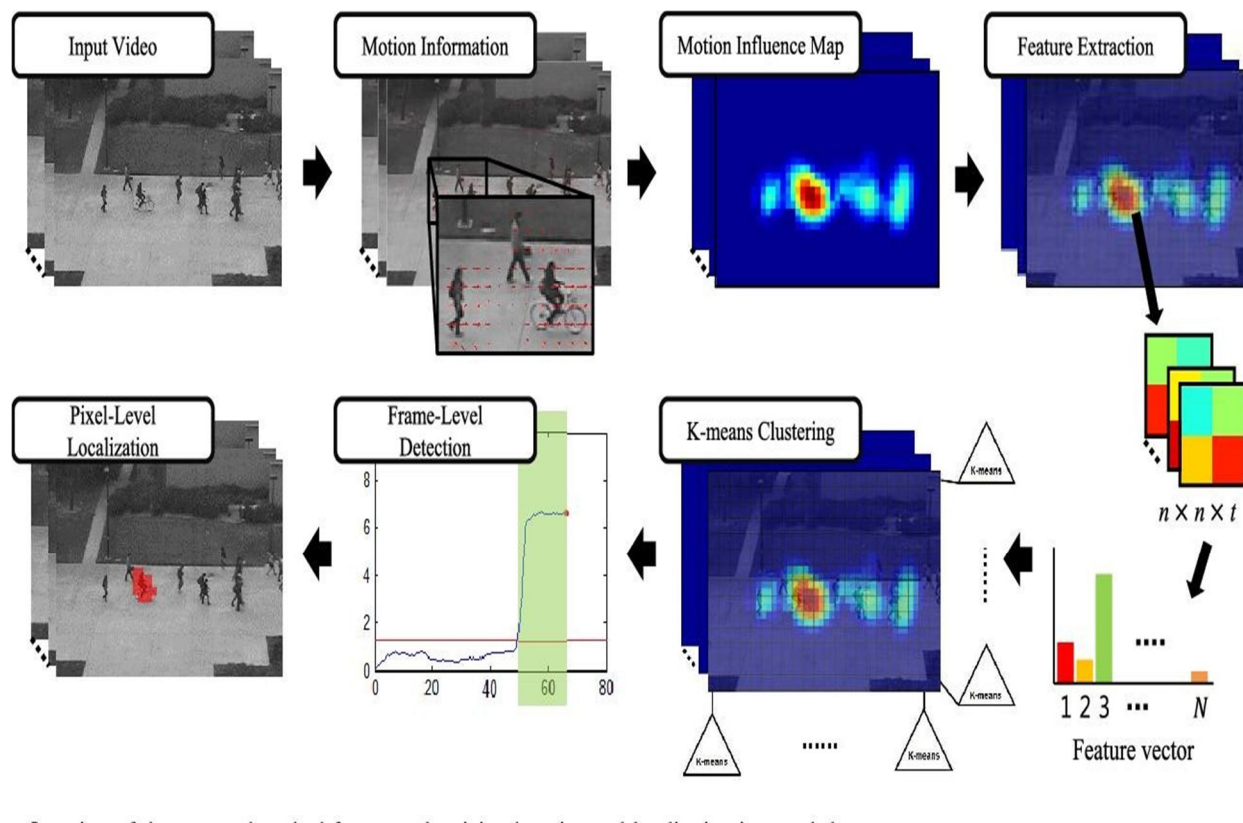 Input Video
Motion Information
Motion Influence Map
Feature Extraction
n × n × t
Pixel-Level
Localization
Frame-Level
Detection
8
6
4
2
0
0 20 40 60 80
K-means Clustering
K-means
K-means
K-means
K-means
1 2 3 ... N
Feature vector